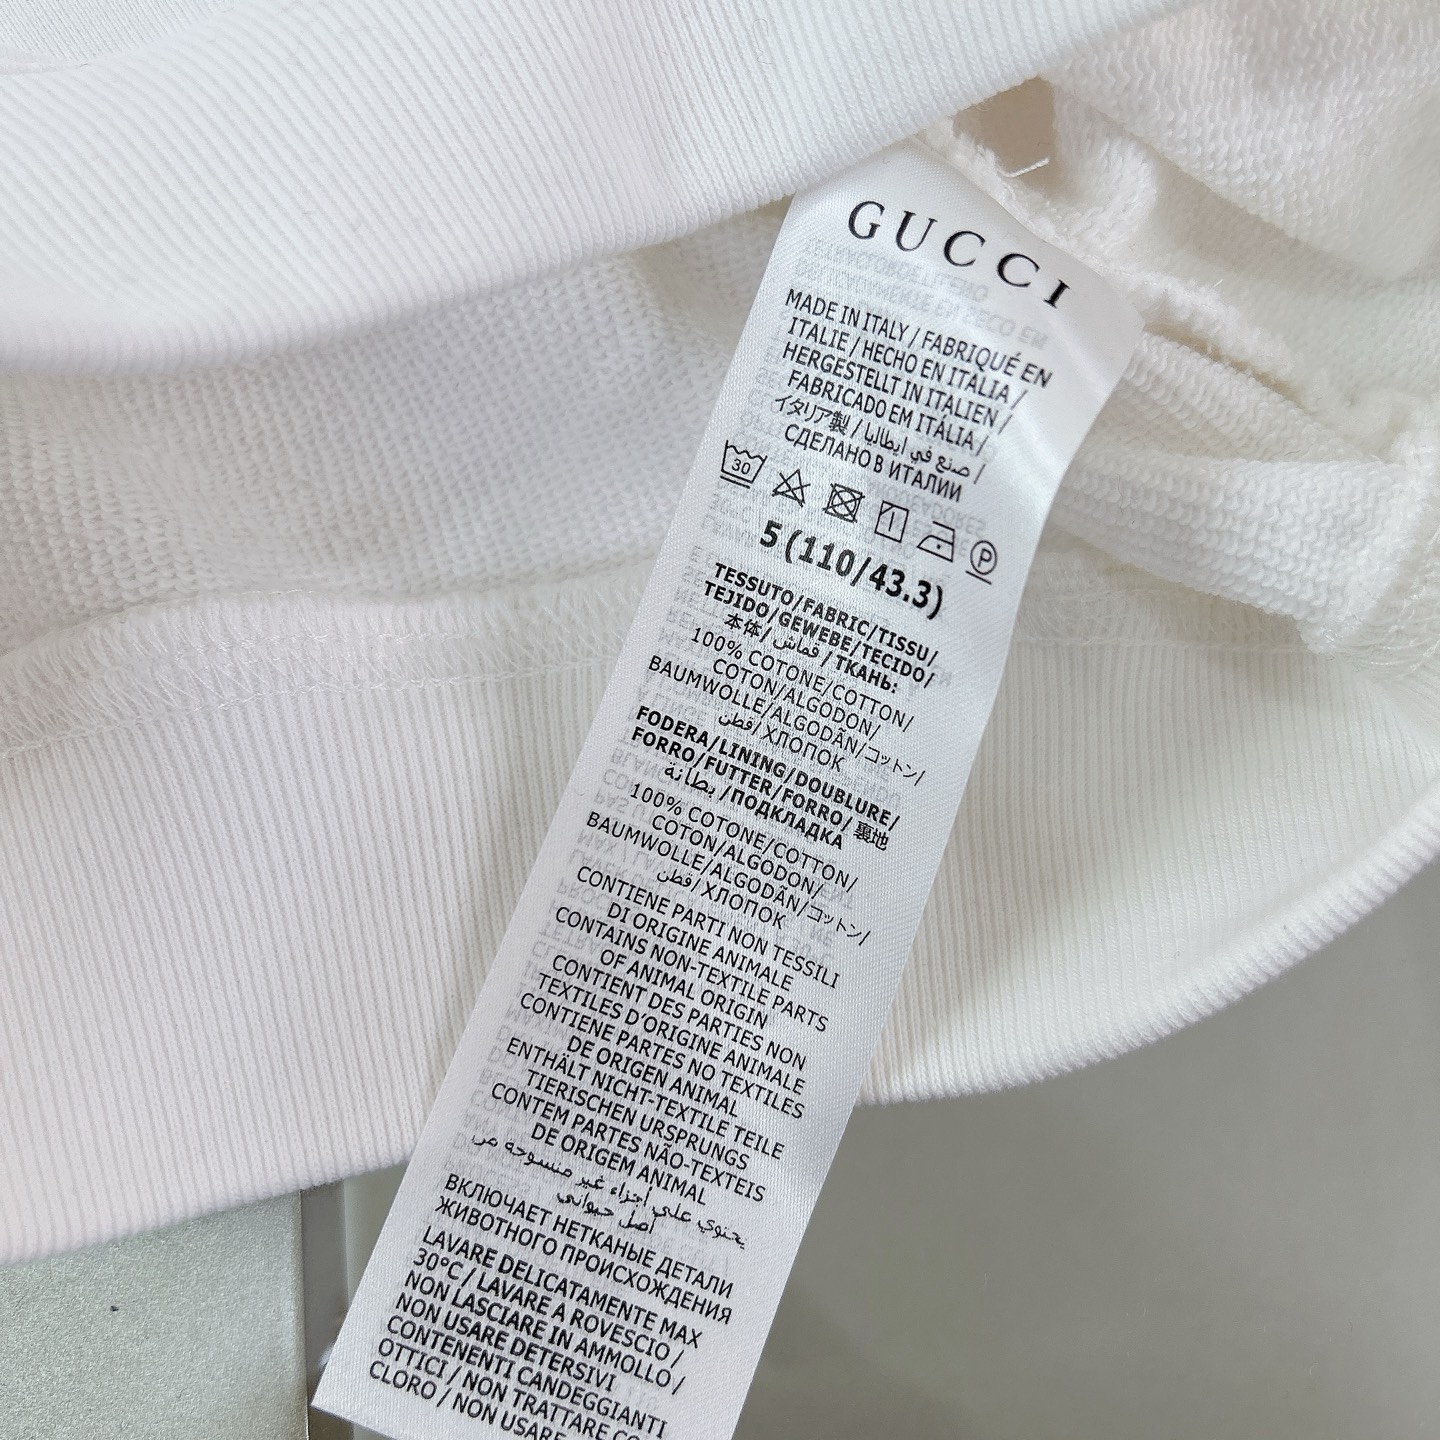 GUCCI
MADE IN ITALY / FABRIQUÉ EN
ITALIE / HECHO EN ITALIA /
HERGESTELLT IN ITALIEN /
FABRICADO EM ITÁLIA /
イタリア製 / صنع في ايطاليا /
СДЕЛАНО В ИТАЛИИ
30 P
5 (110/43.3)
TESSUTO/FABRIC/TISSU/
TEJIDO/GEWEBE/TECIDO/
本体/قماش/ТКАНЬ:
100% COTONE/COTTON/
COTON/ALGODON/
BAUMWOLLE/ALGODÃN/コットン/
قطن/ХЛОПОК
FODERA/LINING/DOUBLURE/
FORRO/FUTTER/FORRO/裏地
بطانة/ПОДКЛАДКА
100% COTONE/COTTON/
COTON/ALGODON/
BAUMWOLLE/ALGODÃN/コットン/
قطن/ХЛОПОК
CONTIENE PARTI NON TESSILI
DI ORIGINE ANIMALE
CONTAINS NON-TEXTILE PARTS
OF ANIMAL ORIGIN
CONTIENT DES PARTIES NON
TEXTILES D'ORIGINE ANIMALE
CONTIENE PARTES NO TEXTILES
DE ORIGEN ANIMAL
ENTHÄLT NICHT-TEXTILE TEILE
TIERISCHEN URSPRUNGS
CONTEM PARTES NÃO-TEXTEIS
DE ORIGEM ANIMAL
يحتوي على أجزاء غير منسوجه من
أصل حيواني
ВКЛЮЧАЕТ НЕТКАНЫЕ ДЕТАЛИ
ЖИВОТНОГО ПРОИСХОЖДЕНИЯ
LAVARE DELICATAMENTE MAX
30°C / LAVARE A ROVESCIO /
NON LASCIARE IN AMMOLLO /
NON USARE DETERSIVI
CONTENENTI CANDEGGIANTI
OTTICI / NON TRATTARE CO
CLORO / NON USAR